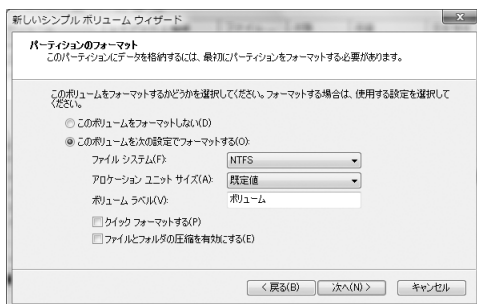 新しいシンプル ボリューム ウィザード
パーティションのフォーマット
このパーティションにデータを格納するには、最初にパーティションをフォーマットする必要があります。
このボリュームをフォーマットするかどうかを選択してください。フォーマットする場合は、使用する設定を選択して
ください。
このボリュームをフォーマットしない(D)
このボリュームを次の設定でフォーマットする(O):
ファイル システム(F): NTFS
アロケーション ユニット サイズ(A): 既定値
ボリューム ラベル(V): ボリューム
クイック フォーマットする(P)
ファイルとフォルダの圧縮を有効にする(E)
< 戻る(B) 次へ(N) > キャンセル